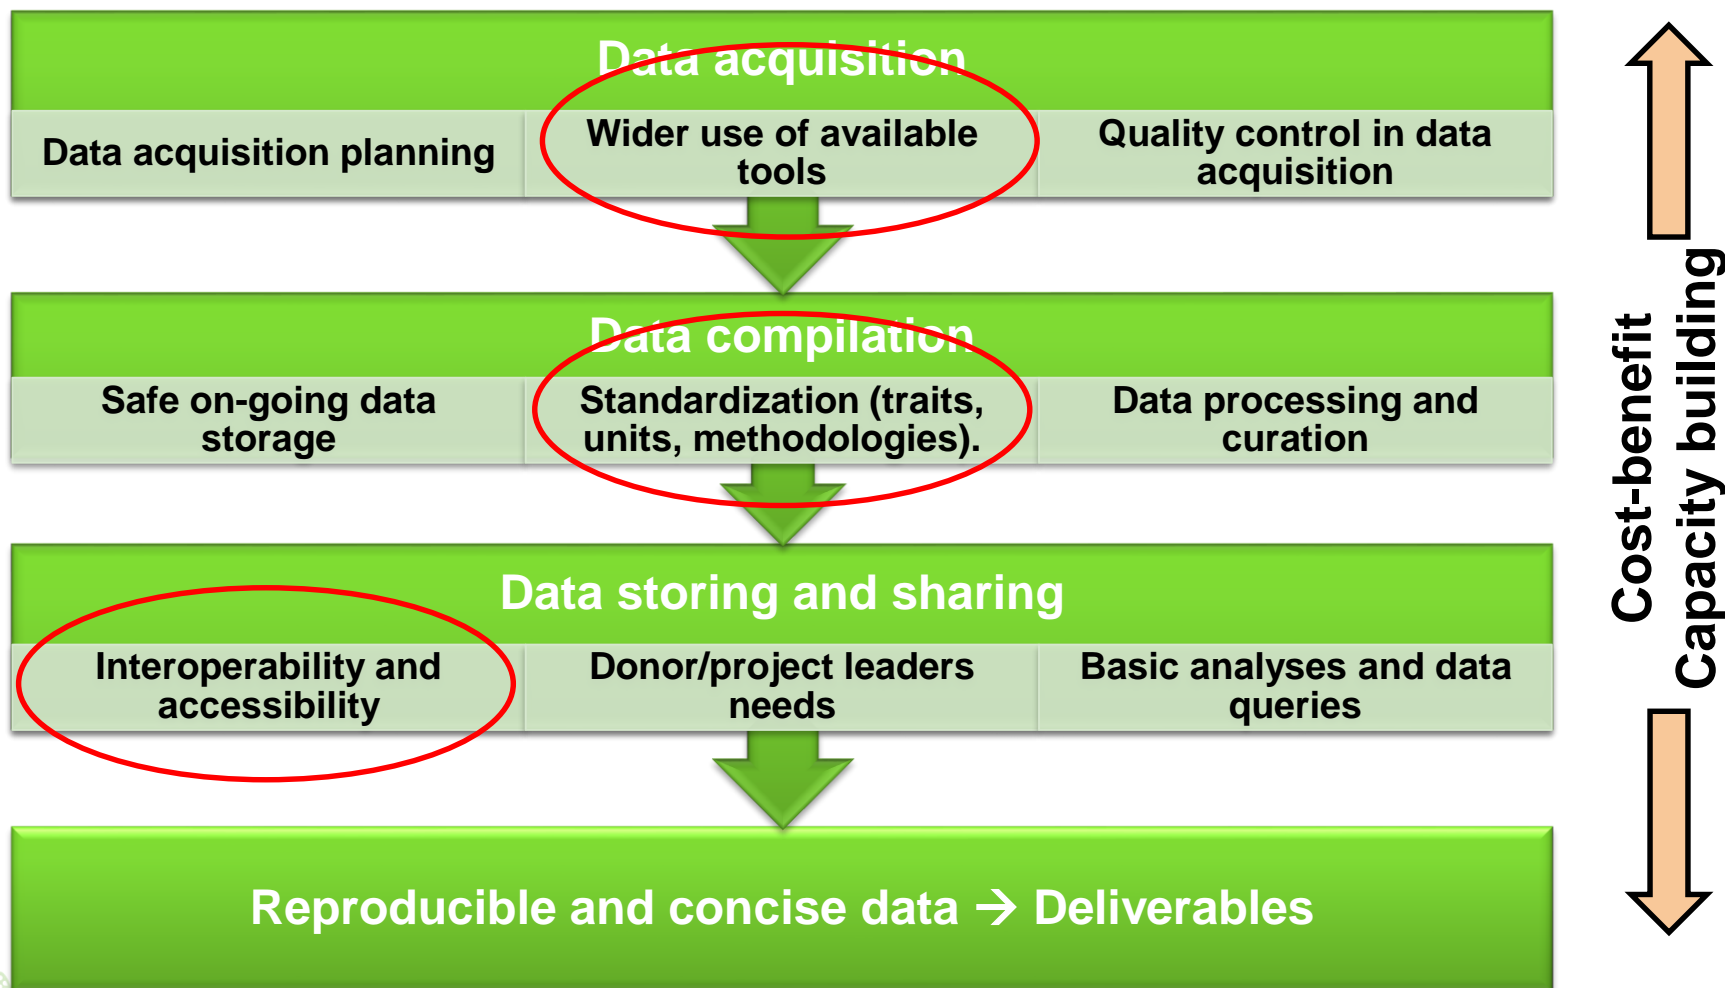 Data acquisition
Data acquisition planning
Wider use of available
tools
Quality control in data
acquisition
Data compilation
Safe on-going data
storage
Standardization (traits,
units, methodologies).
Data processing and
curation
Data storing and sharing
Interoperability and
accessibility
Donor/project leaders
needs
Basic analyses and data
queries
Reproducible and concise data → Deliverables
Cost-benefit
Capacity building